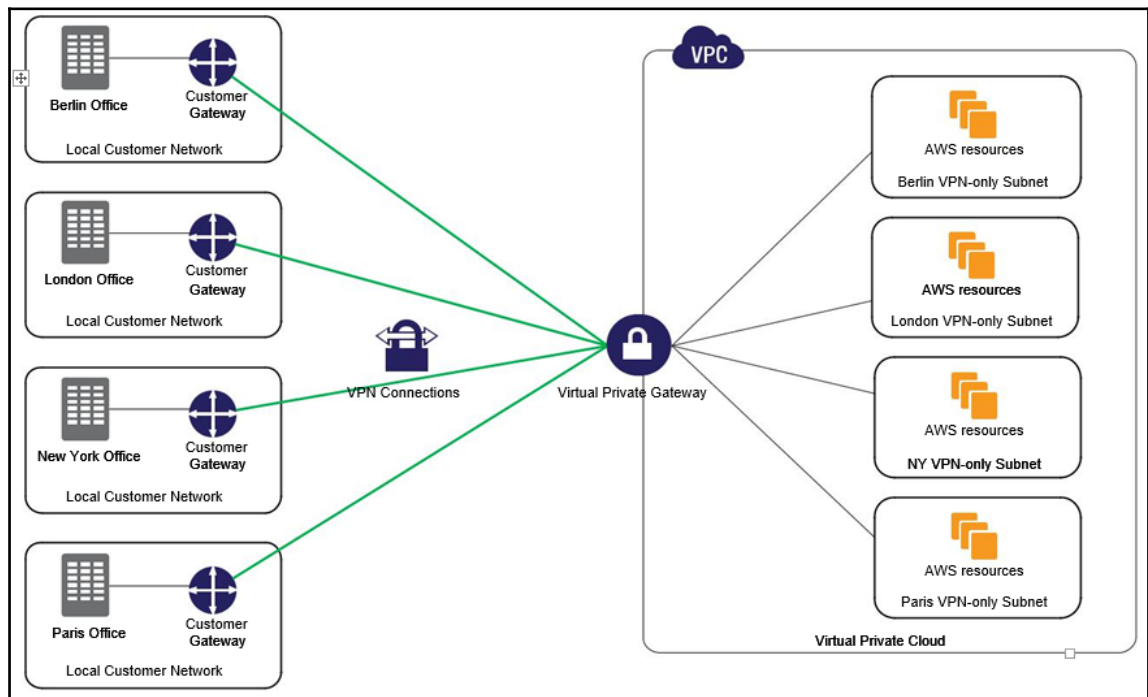 Berlin Office
Customer
Gateway
Local Customer Network
London Office
Customer
Gateway
Local Customer Network
New York Office
Customer
Gateway
Local Customer Network
Paris Office
Customer
Gateway
Local Customer Network
VPN Connections
Virtual Private Gateway
VPC
AWS resources
Berlin VPN-only Subnet
AWS resources
London VPN-only Subnet
AWS resources
NY VPN-only Subnet
AWS resources
Paris VPN-only Subnet
Virtual Private Cloud